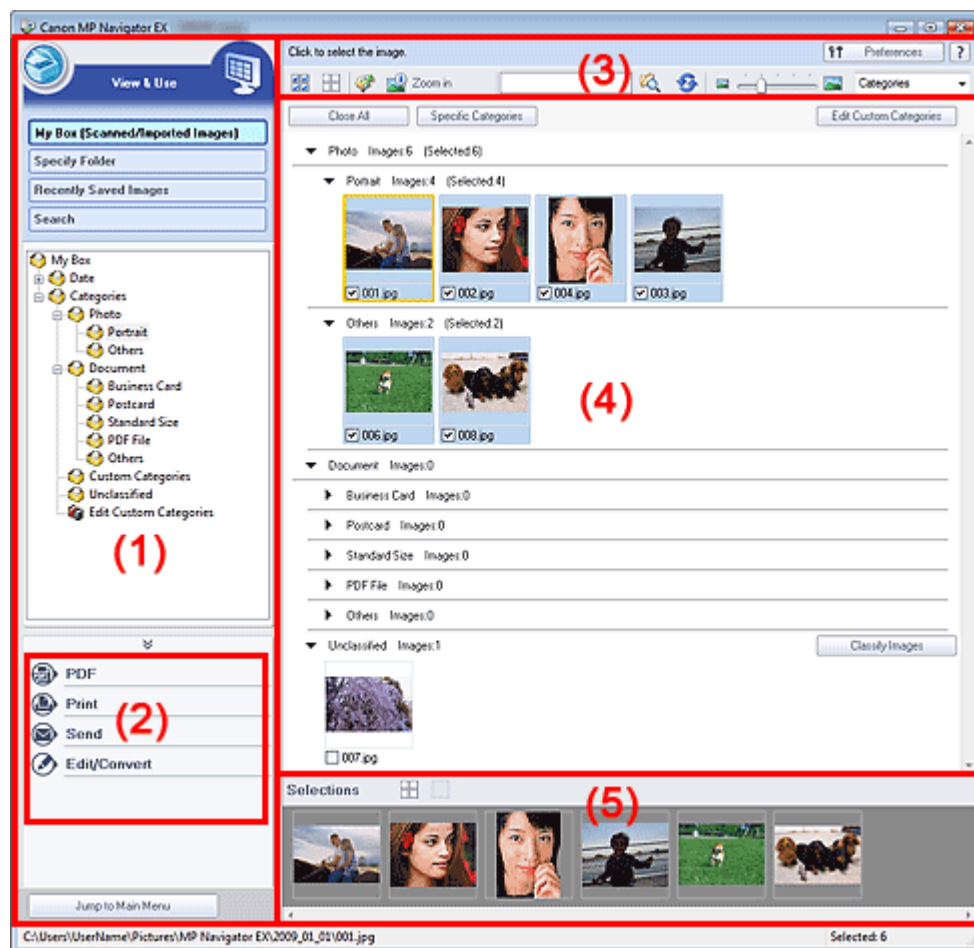 Canon MP Navigator EX
View & Use
My Box (Scanned/Imported Images)
Specify Folder
Recently Saved Images
Search
My Box
Date
Categories
Photo
Portrait
Others
Document
Business Card
Postcard
Standard Size
PDF File
Others
Custom Categories
Unclassified
Edit Custom Categories
(1)
PDF
Print
(2)
Send
Edit/Convert
Jump to Main Menu
Click to select the image.
Preferences
?
Zoom in
(3)
Categories
Close All
Specific Categories
Edit Custom Categories
Photo Images:6 (Selected:6)
Portrait Images:4 (Selected:4)
001.jpg
002.jpg
004.jpg
003.jpg
Others Images:2 (Selected:2)
(4)
006.jpg
008.jpg
Document Images:0
Business Card Images:0
Postcard Images:0
Standard Size Images:0
PDF File Images:0
Others Images:0
Unclassified Images:1
Classify Images
007.jpg
Selections
(5)
C:\Users\UserName\Pictures\MP Navigator EX\2009_01_01\001.jpg
Selected: 6